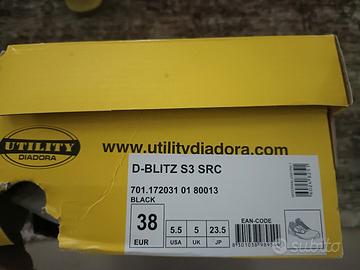 UTILITY
DIADORA
www.utilitydiadora.com
D-BLITZ S3 SRC
701.172031 01 80013
BLACK
38 5.5 5 23.5 EAN-CODE
EUR USA UK JP
subito